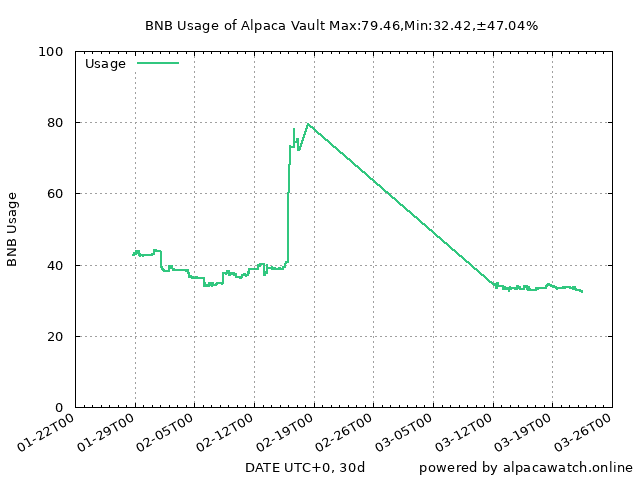 BNB Usage of Alpaca Vault Max:79.46,Min:32.42,±47.04%
100
Usage
80
60
BNB Usage
40
20
0
01-22T00
01-29T00
02-05T00
02-12T00
02-19T00
02-26T00
03-05T00
03-12T00
03-19T00
03-26T00
DATE UTC+0, 30d
powered by alpacawatch.online